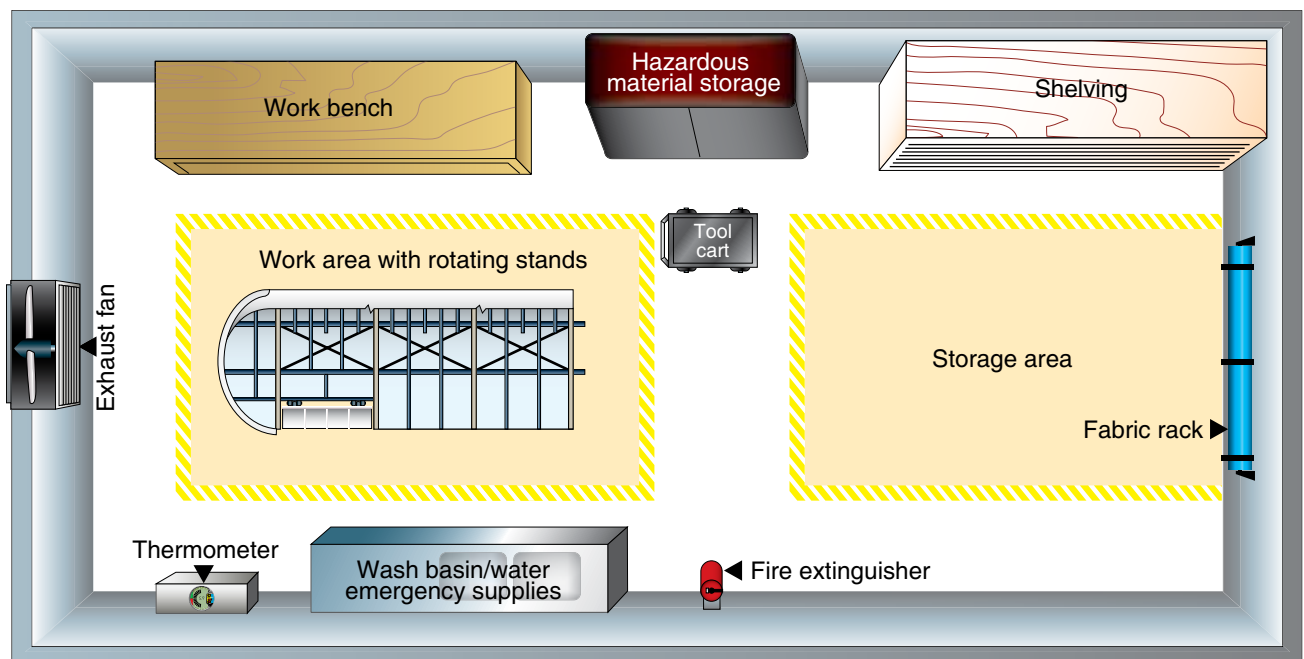 Work bench
Hazardous
material storage
Shelving
Tool
cart
Work area with rotating stands
Exhaust fan
Storage area
Fabric rack
Thermometer
Wash basin/water
emergency supplies
Fire extinguisher